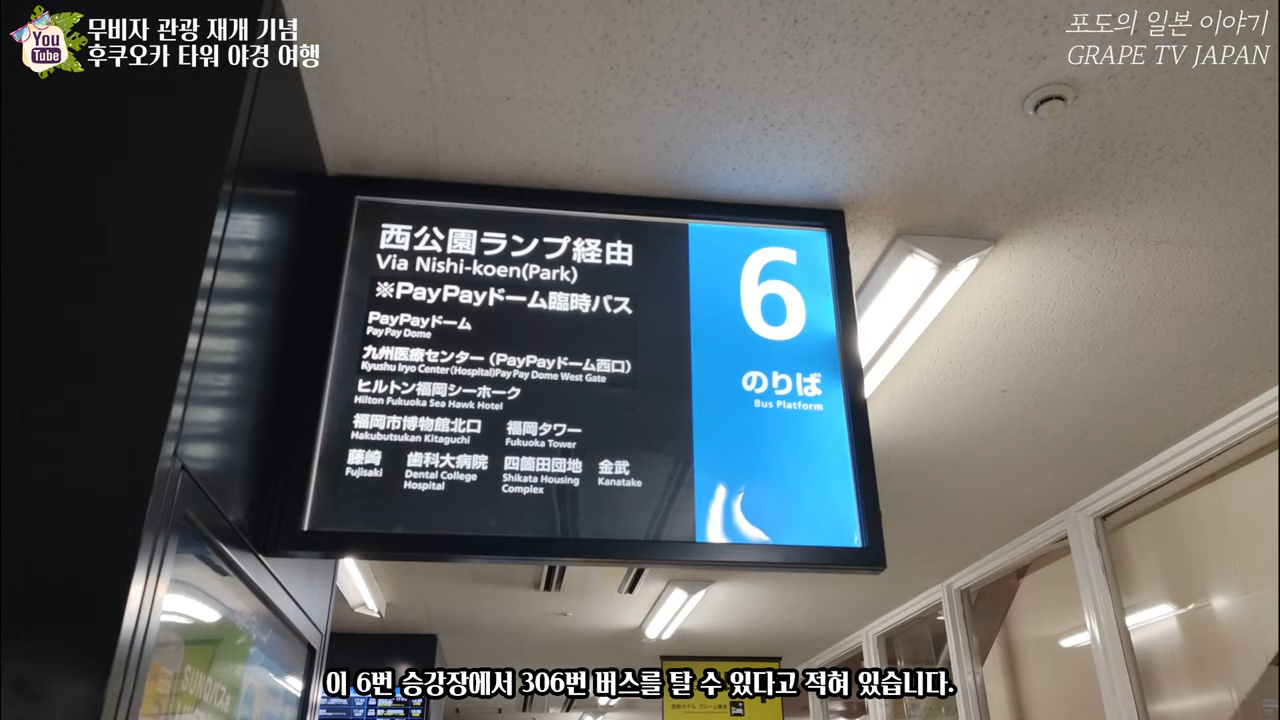 You
Tube
무비자 관광 재개 기념
후쿠오카 타워 야경 여행
포도의 일본 이야기
GRAPE TV JAPAN
西公園ランプ経由
Via Nishi-koen(Park)
※PayPayドーム臨時バス
PayPayドーム
PayPay Dome
九州医療センター（PayPayドーム西口）
Kyushu Iryo Center(Hospital)PayPay Dome West Gate
ヒルトン福岡シーホーク
Hilton Fukuoka Sea Hawk Hotel
福岡市博物館北口 福岡タワー
Hakubutsukan Kitaguchi Fukuoka Tower
藤崎 歯科大病院 四箇田団地 金武
Fujisaki Dental College Hospital Shikata Housing Complex Kanatake
6
のりば
Bus Platform
SUNQパス
이 6번 승강장에서 306번 버스를 탈 수 있다고 적혀 있습니다.